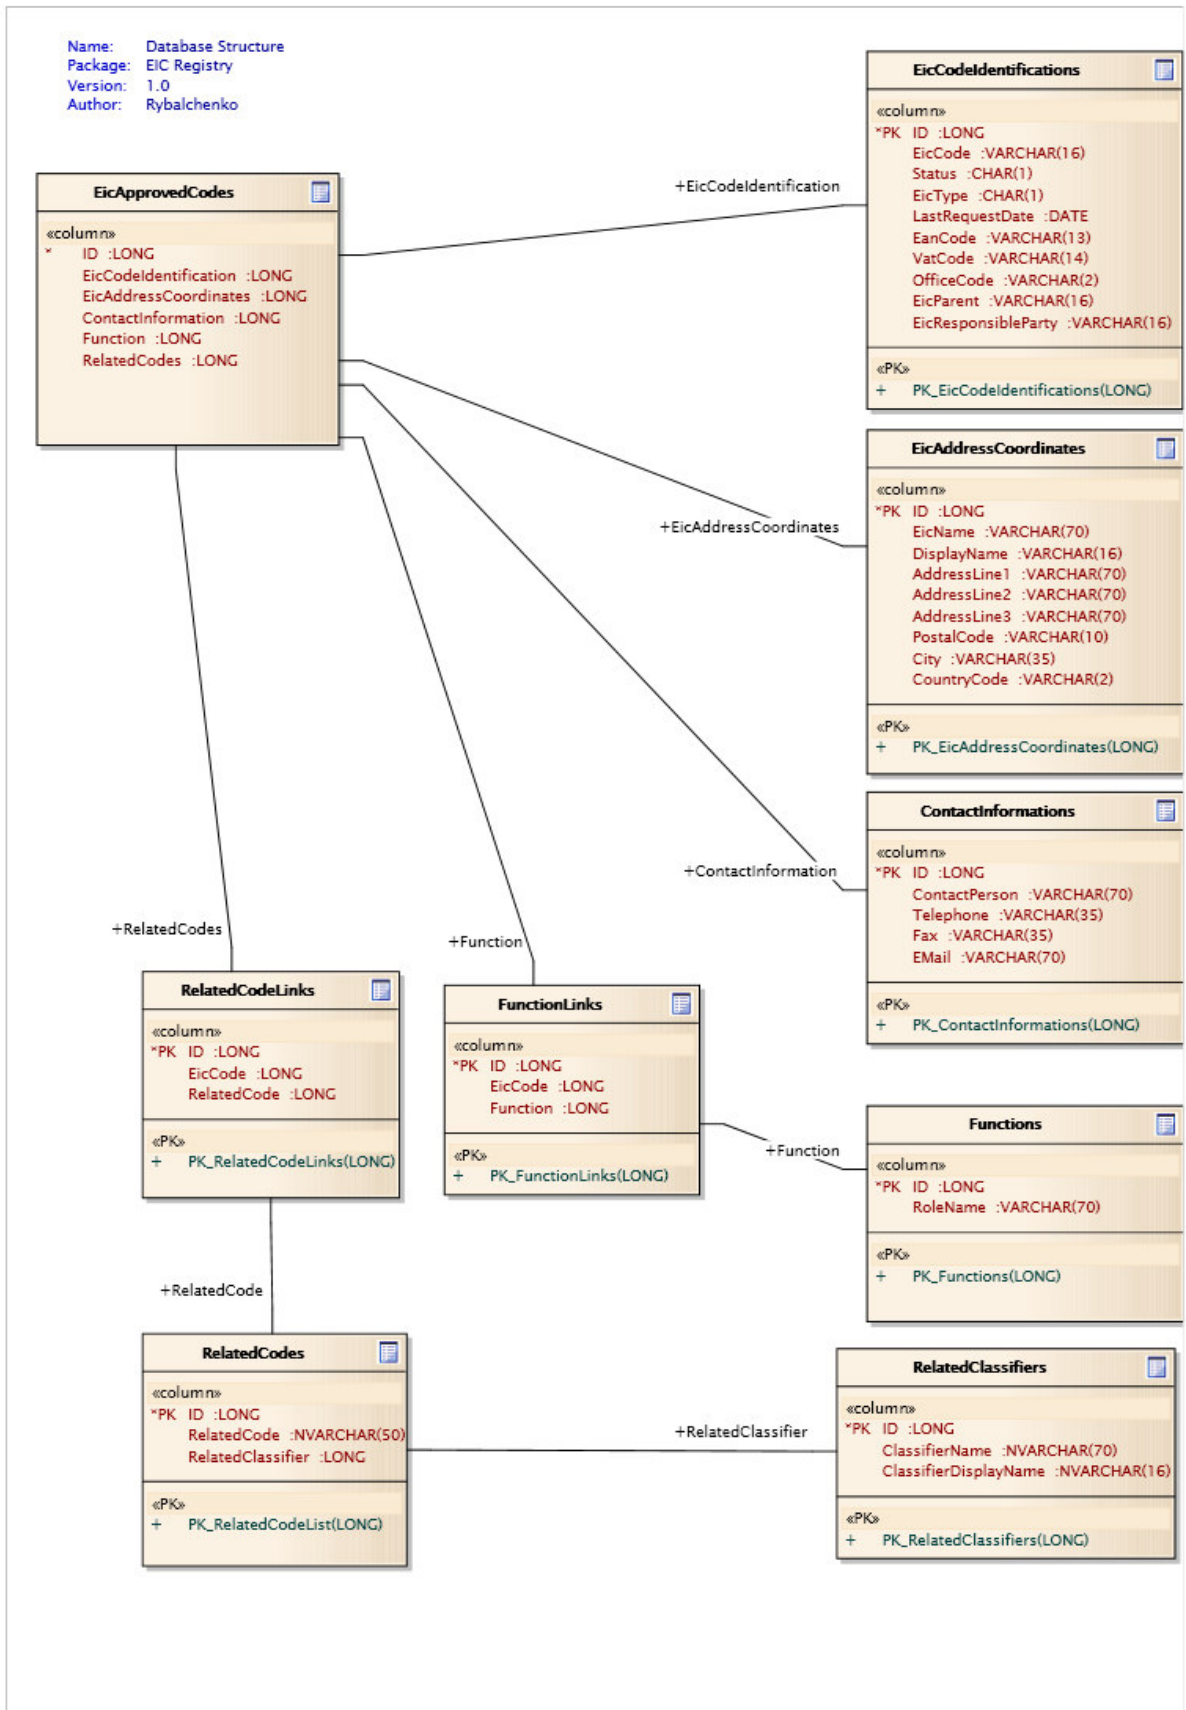 Name: Database Structure
Package: EIC Registry
Version: 1.0
Author: Rybalchenko
EicApprovedCodes
«column»
* ID :LONG
EicCodeIdentification :LONG
EicAddressCoordinates :LONG
ContactInformation :LONG
Function :LONG
RelatedCodes :LONG
+EicCodeIdentification
EicCodeIdentifications
«column»
*PK ID :LONG
EicCode :VARCHAR(16)
Status :CHAR(1)
EicType :CHAR(1)
LastRequestDate :DATE
EanCode :VARCHAR(13)
VatCode :VARCHAR(14)
OfficeCode :VARCHAR(2)
EicParent :VARCHAR(16)
EicResponsibleParty :VARCHAR(16)
«PK»
+ PK_EicCodeIdentifications(LONG)
+EicAddressCoordinates
EicAddressCoordinates
«column»
*PK ID :LONG
EicName :VARCHAR(70)
DisplayName :VARCHAR(16)
AddressLine1 :VARCHAR(70)
AddressLine2 :VARCHAR(70)
AddressLine3 :VARCHAR(70)
PostalCode :VARCHAR(10)
City :VARCHAR(35)
CountryCode :VARCHAR(2)
«PK»
+ PK_EicAddressCoordinates(LONG)
+ContactInformation
ContactInformations
«column»
*PK ID :LONG
ContactPerson :VARCHAR(70)
Telephone :VARCHAR(35)
Fax :VARCHAR(35)
EMail :VARCHAR(70)
«PK»
+ PK_ContactInformations(LONG)
+RelatedCodes
RelatedCodeLinks
«column»
*PK ID :LONG
EicCode :LONG
RelatedCode :LONG
«PK»
+ PK_RelatedCodeLinks(LONG)
+Function
FunctionLinks
«column»
*PK ID :LONG
EicCode :LONG
Function :LONG
«PK»
+ PK_FunctionLinks(LONG)
+Function
Functions
«column»
*PK ID :LONG
RoleName :VARCHAR(70)
«PK»
+ PK_Functions(LONG)
+RelatedCode
RelatedCodes
«column»
*PK ID :LONG
RelatedCode :NVARCHAR(50)
RelatedClassifier :LONG
«PK»
+ PK_RelatedCodeList(LONG)
+RelatedClassifier
RelatedClassifiers
«column»
*PK ID :LONG
ClassifierName :NVARCHAR(70)
ClassifierDisplayName :NVARCHAR(16)
«PK»
+ PK_RelatedClassifiers(LONG)